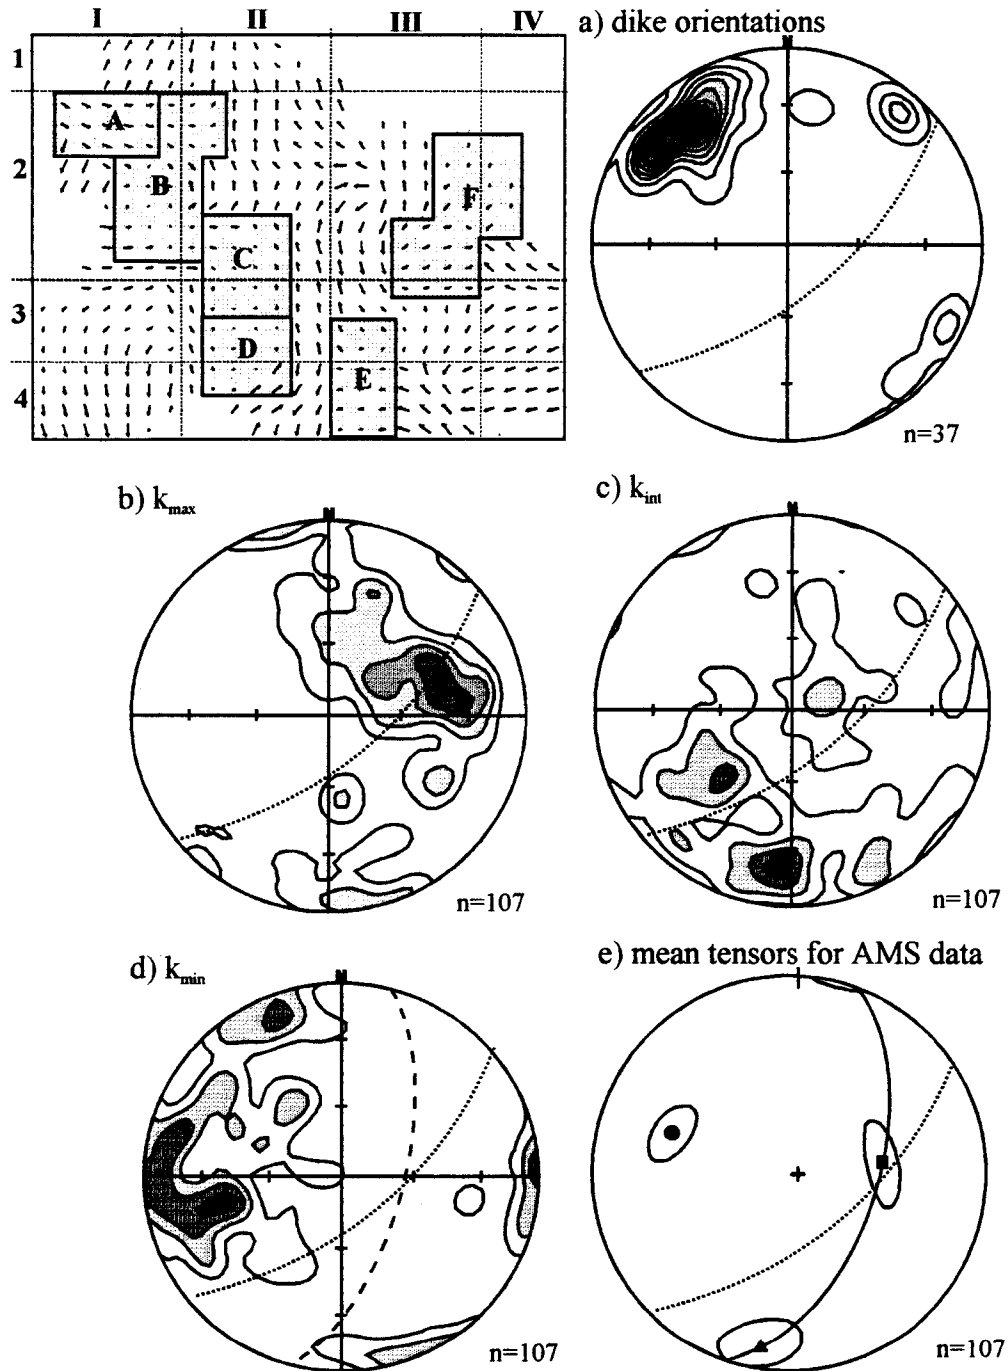 I II III IV
1
2
3
4
A
B
C
D
E
F
a) dike orientations
N
n=37
b) kmax
N
n=107
c) kint
N
n=107
d) kmin
N
n=107
e) mean tensors for AMS data
n=107